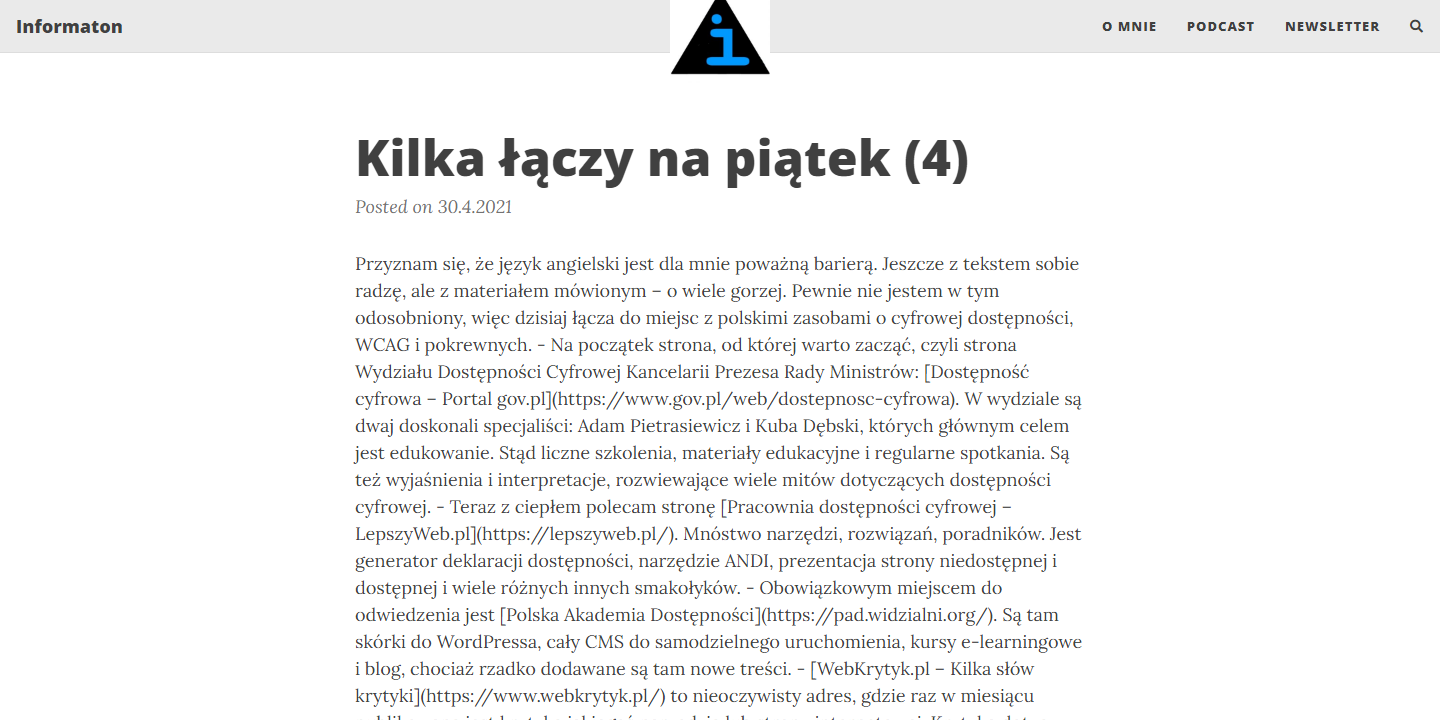 Informaton
i
O MNIE
PODCAST
NEWSLETTER
Kilka łączy na piątek (4)
Posted on 30.4.2021
Przyznam się, że język angielski jest dla mnie poważną barierą. Jeszcze z tekstem sobie
radzę, ale z materiałem mówionym – o wiele gorzej. Pewnie nie jestem w tym
odosobniony, więc dzisiaj łącza do miejsc z polskimi zasobami o cyfrowej dostępności,
WCAG i pokrewnych. - Na początek strona, od której warto zacząć, czyli strona
Wydziału Dostępności Cyfrowej Kancelarii Prezesa Rady Ministrów: [Dostępność
cyfrowa – Portal gov.pl](https://www.gov.pl/web/dostepnosc-cyfrowa). W wydziale są
dwaj doskonali specjaliści: Adam Pietrasiewicz i Kuba Dębski, których głównym celem
jest edukowanie. Stąd liczne szkolenia, materiały edukacyjne i regularne spotkania. Są
też wyjaśnienia i interpretacje, rozwiewające wiele mitów dotyczących dostępności
cyfrowej. - Teraz z ciepłem polecam stronę [Pracownia dostępności cyfrowej –
LepszyWeb.pl](https://lepszyweb.pl/). Mnóstwo narzędzi, rozwiązań, poradników. Jest
generator deklaracji dostępności, narzędzie ANDI, prezentacja strony niedostępnej i
dostępnej i wiele różnych innych smakołyków. - Obowiązkowym miejscem do
odwiedzenia jest [Polska Akademia Dostępności](https://pad.widzialni.org/). Są tam
skórki do WordPressa, cały CMS do samodzielnego uruchomienia, kursy e-learningowe
i blog, chociaż rzadko dodawane są tam nowe treści. - [WebKrytyk.pl – Kilka słów
krytyki](https://www.webkrytyk.pl/) to nieoczywisty adres, gdzie raz w miesiącu